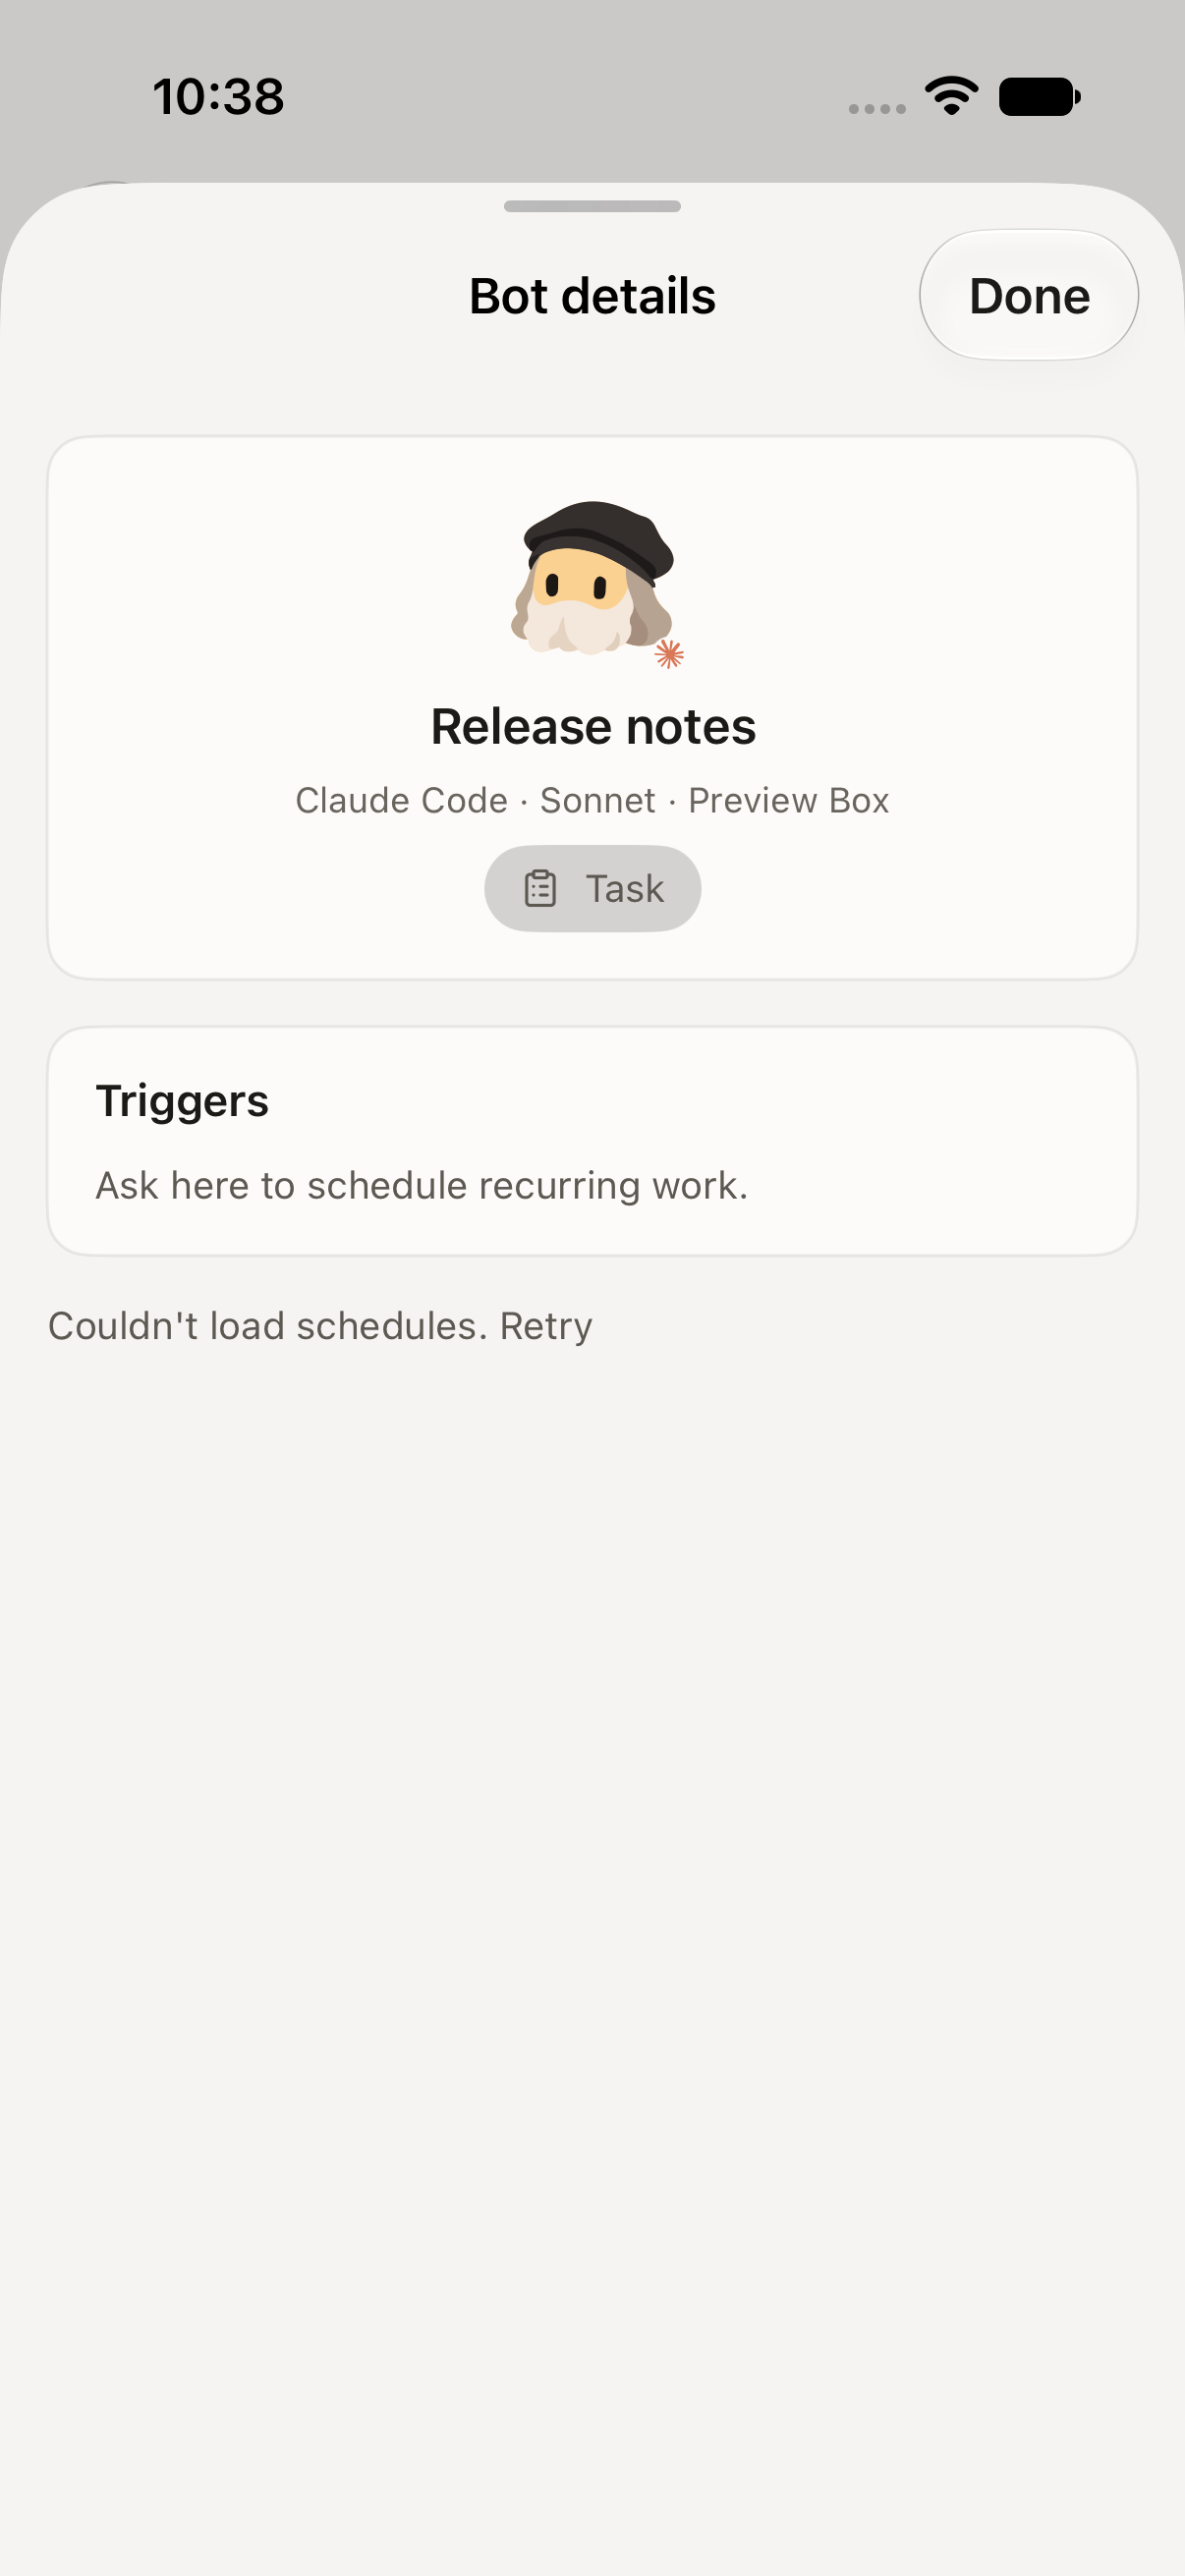 10:38
Bot details
Done
Release notes
Claude Code · Sonnet · Preview Box
Task
Triggers
Ask here to schedule recurring work.
Couldn't load schedules. Retry